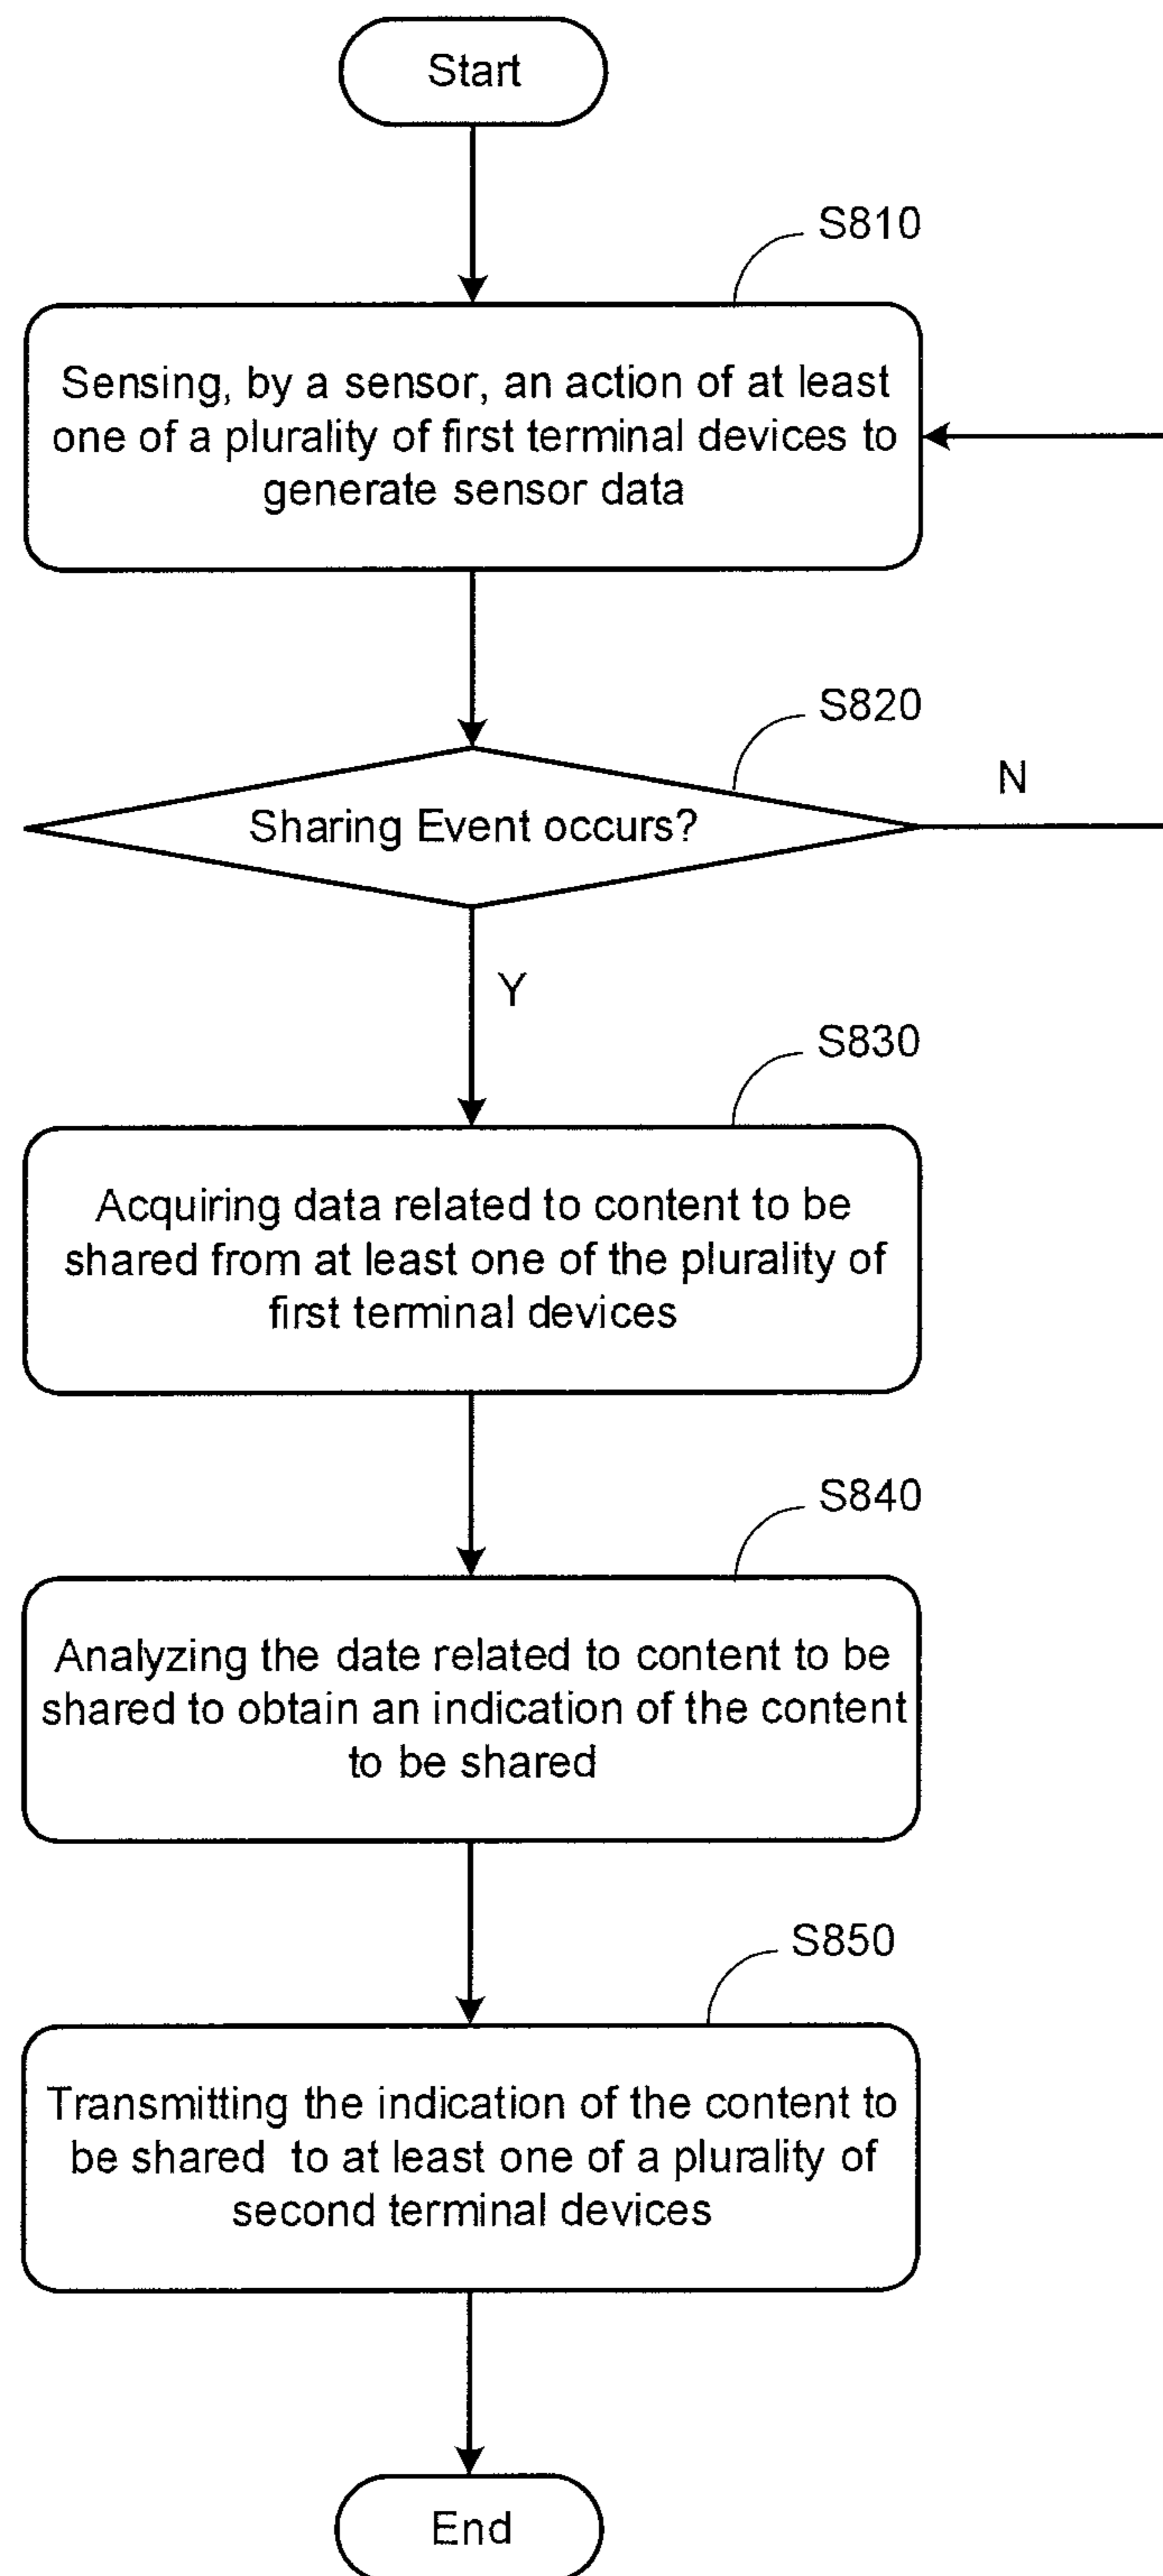 Start
S810
Sensing, by a sensor, an action of at least
one of a plurality of first terminal devices to
generate sensor data
S820
Sharing Event occurs?
N
Y
S830
Acquiring data related to content to be
shared from at least one of the plurality of
first terminal devices
S840
Analyzing the date related to content to be
shared to obtain an indication of the content
to be shared
S850
Transmitting the indication of the content to
be shared to at least one of a plurality of
second terminal devices
End